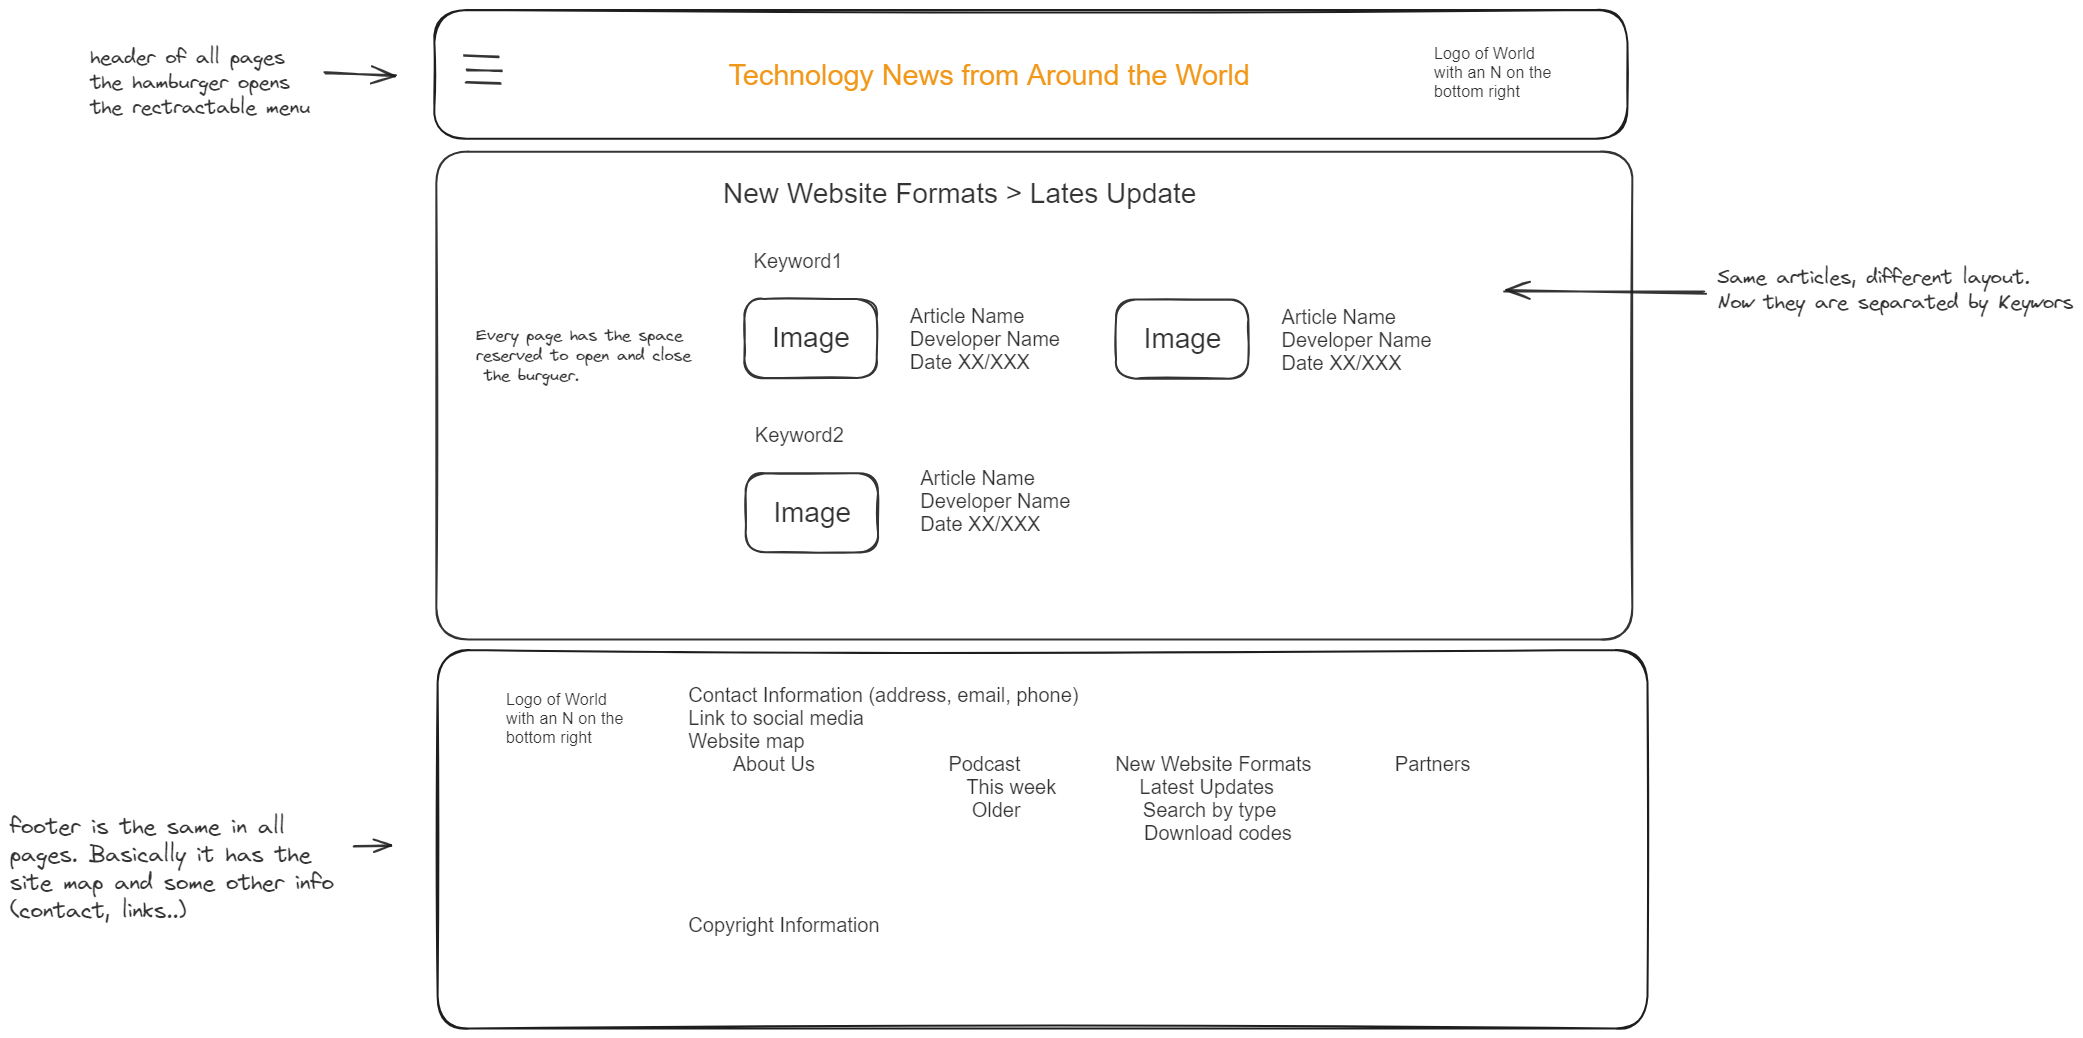 header of all pages
the hamburger opens
the rectractable menu
Technology News from Around the World
Logo of World
with an N on the
bottom right
New Website Formats > Lates Update
Keyword1
Image
Article Name
Developer Name
Date XX/XXX
Image
Article Name
Developer Name
Date XX/XXX
Same articles, different layout.
Now they are separated by Keywors
Every page has the space
reserved to open and close
the burguer.
Keyword2
Image
Article Name
Developer Name
Date XX/XXX
Logo of World
with an N on the
bottom right
Contact Information (address, email, phone)
Link to social media
Website map
About Us
Podcast
This week
Older
New Website Formats
Latest Updates
Search by type
Download codes
Partners
footer is the same in all
pages. Basically it has the
site map and some other info
(contact, links..)
Copyright Information